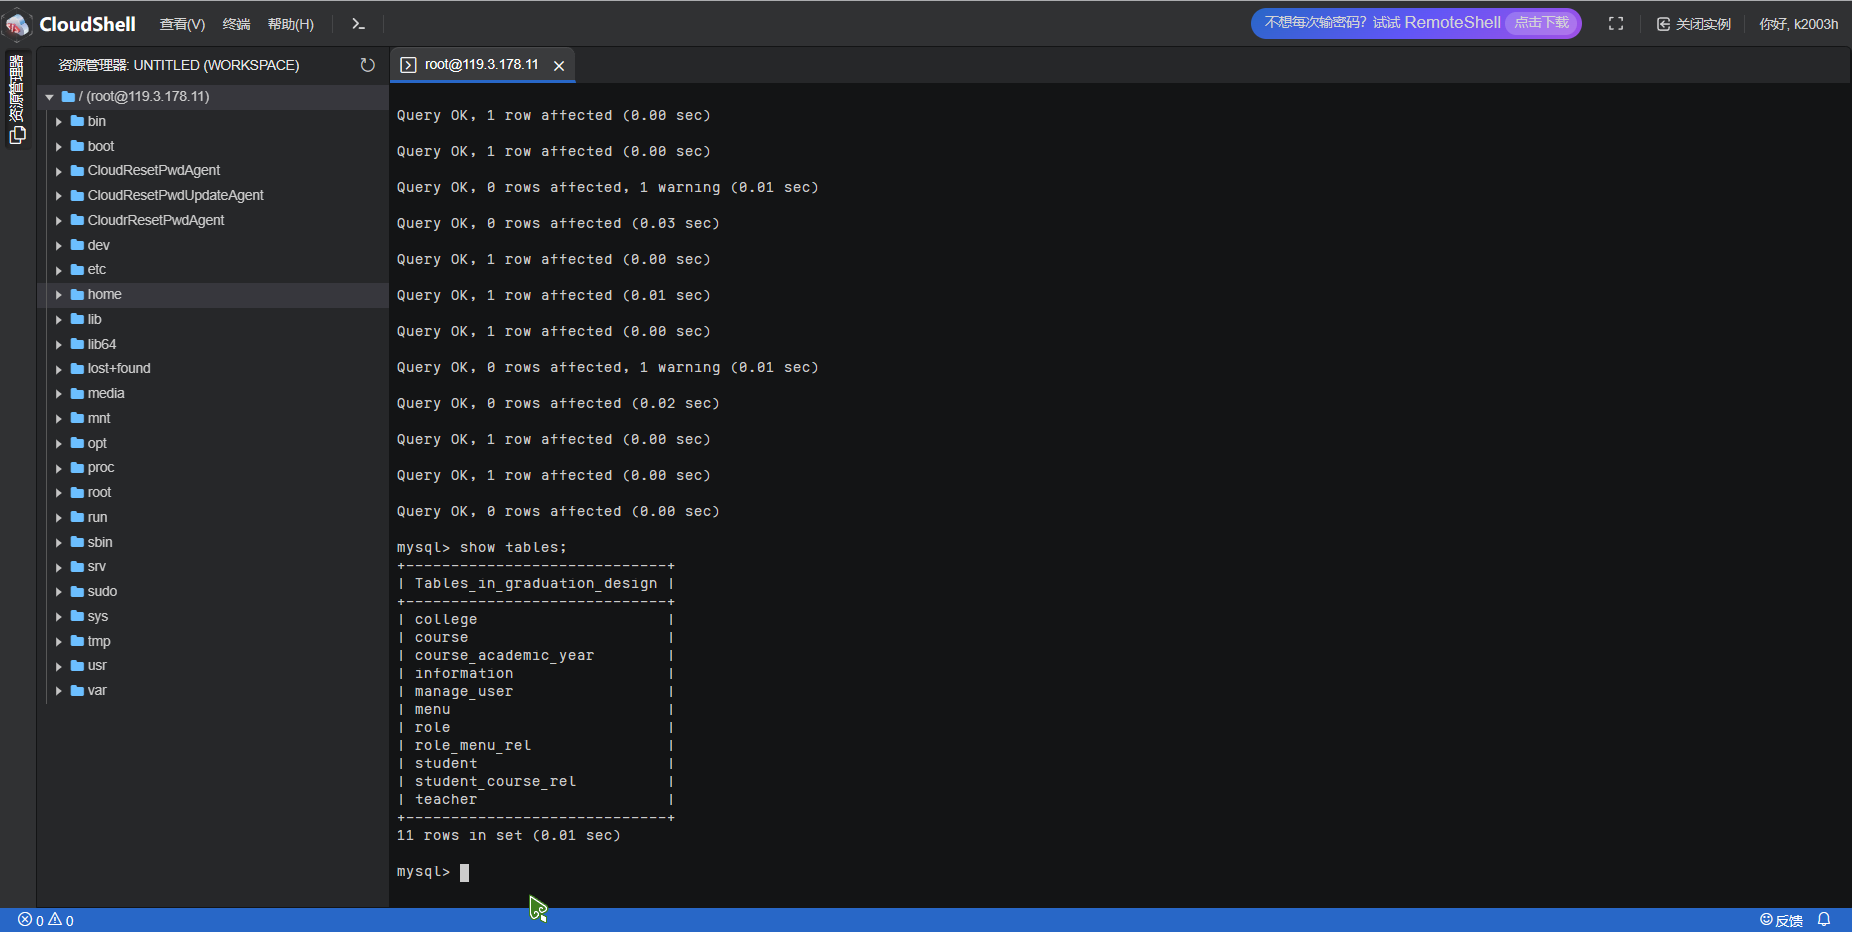 CloudShell 查看(V) 终端 帮助(H) 不想每次输密码？试试 RemoteShell 点击下载 关闭实例 你好, k2003h
资源管理器
资源管理器: UNTITLED (WORKSPACE)
/ (root@119.3.178.11)
bin
boot
CloudResetPwdAgent
CloudResetPwdUpdateAgent
CloudrResetPwdAgent
dev
etc
home
lib
lib64
lost+found
media
mnt
opt
proc
root
run
sbin
srv
sudo
sys
tmp
usr
var
root@119.3.178.11
Query OK, 1 row affected (0.00 sec)
Query OK, 1 row affected (0.00 sec)
Query OK, 0 rows affected, 1 warning (0.01 sec)
Query OK, 0 rows affected (0.03 sec)
Query OK, 1 row affected (0.00 sec)
Query OK, 1 row affected (0.01 sec)
Query OK, 1 row affected (0.00 sec)
Query OK, 0 rows affected, 1 warning (0.01 sec)
Query OK, 0 rows affected (0.02 sec)
Query OK, 1 row affected (0.00 sec)
Query OK, 1 row affected (0.00 sec)
Query OK, 0 rows affected (0.00 sec)
mysql> show tables;
+-----------------------------+
| Tables_in_graduation_design |
+-----------------------------+
| college |
| course |
| course_academic_year |
| information |
| manage_user |
| menu |
| role |
| role_menu_rel |
| student |
| student_course_rel |
| teacher |
+-----------------------------+
11 rows in set (0.01 sec)
mysql>
0 0 反馈